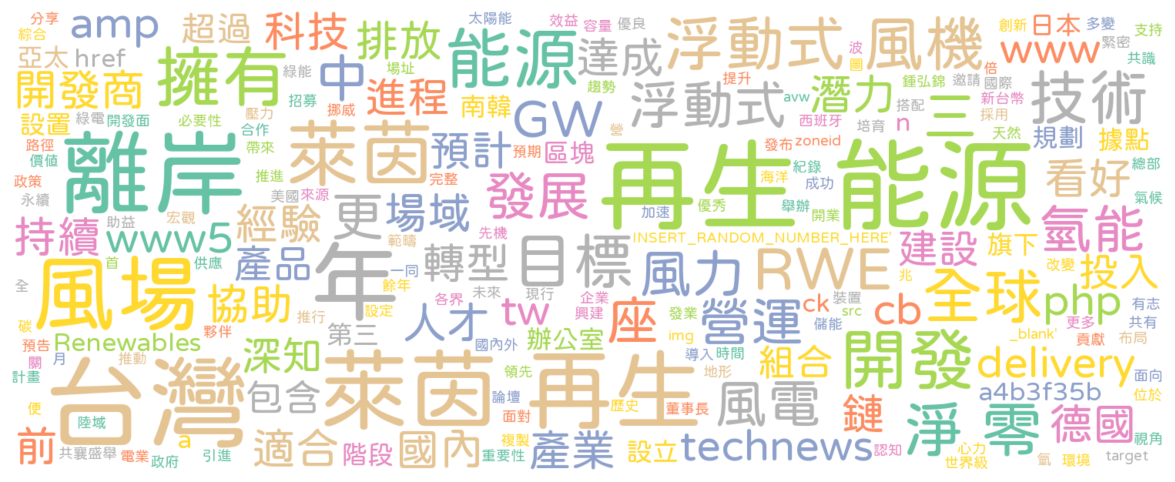 分享 amp 超過 科技 排放 能源 太陽能 效益 容量 優良 達成 浮動式 風機 創新 日本 多變 支持
綜合 亞太 href 綠能 場址 趨勢 波 圖 www 緊密 共識
開發商 擁有 招募 中 挪威 進程 南韓 GW 浮動式 提升 鍾弘錦 邀請 國際 倍 技術
設置 綠電 開發面 必要性 壓力 合作 avw 西班牙 搭配 培育 潛力 n 新台幣 採用 三 天然 規劃 據點
路徑 價值 離岸 帶來 萊茵 預計 預期 區塊 營 發布 zoneid 總部
政策 永續 推進 美國 來源 完整 發展 再生 能源 海洋 紀錄 成功 看好 氣候
助益 宏觀 經驗 更 場域 先機 加速 優秀 舉辦 開業
持續 www5 首 供應 範疇 轉型 目標 INSERT_RANDOM_NUMBER_HERE' 建設 旗下 氫能
全 風場 產品 年 一同 餘年 風力 RWE 兆 全球 改變 投入
碳 協助 設定 各界 未來 現行 企業 興建 tw 座 發業 營運 ck 裝置 src cb php 有志 共有
預告 夥伴 推行 第三 人才 國內外 辦公室 img 儲能 _blank' 更多 貢獻 布局
關 月 Renewables 推動 深知 領先 導入 時間 地形 組合 開發 delivery 面向
計畫 台灣 包含 萊茵 論壇 再生 歷史 董事長 風電 a4b3f35b 位於
便 陸域 面對 鏈 淨 零 德國 視角
前 a 共襄盛舉 電業 政府 引進 適合 階段 國內 複製 重要性 產業 設立 technews 認知 心力 世界級 氫 環境 target